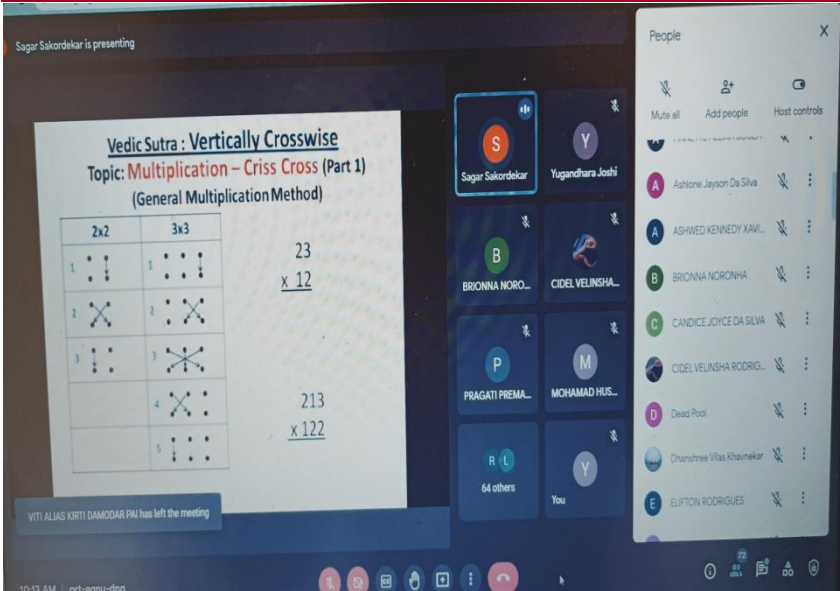 Sagar Sakordekar is presenting
Vedic Sutra : Vertically Crosswise
Topic: Multiplication – Criss Cross (Part 1)
(General Multiplication Method)
2x2 3x3
1 1
2 2
3 3
4
5
23
x 12
213
x 122
VITI ALIAS KIRTI DAMODAR PAI has left the meeting
10:13 AM
S
Sagar Sakordekar
Y
Yugandhara Joshi
B
BRIONNA NORO...
CIDEL VELINSHA...
P
PRAGATI PREMA...
M
MOHAMAD HUS...
R L
64 others
Y
You
People X
Mute all Add people Host controls
A Ashlone Jayson Da Silva
A ASHWED KENNEDY XAVI...
B BRIONNA NORONHA
C CANDICE JOYCE DA SILVA
CIDEL VELINSHA RODRIG...
D Dead Pool
Dhanshree Vilas Khavnekar
E ELIFTON RODRIGUES
72